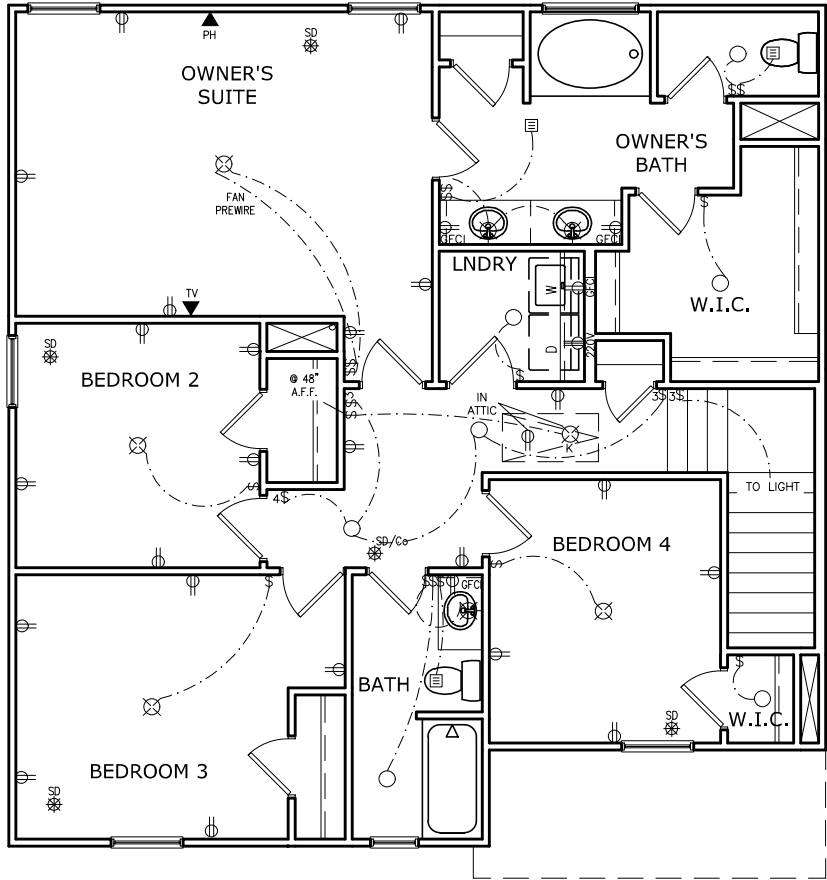 PH
SD
OWNER'S
SUITE
$$
OWNER'S
BATH
FAN
PREWIRE
$$
$
GFCI
GFCI
LNDRY
W
GFCI
W.I.C.
TV
SD
220V
D
BEDROOM 2
@ 48"
A.F.F.
$$
$
IN
ATTIC
$$3
3$3$
K
$
4$
TO LIGHT
SD/Co
BEDROOM 4
$
$
$$$
GFCI
BATH
$
W.I.C.
SD
BEDROOM 3
SD